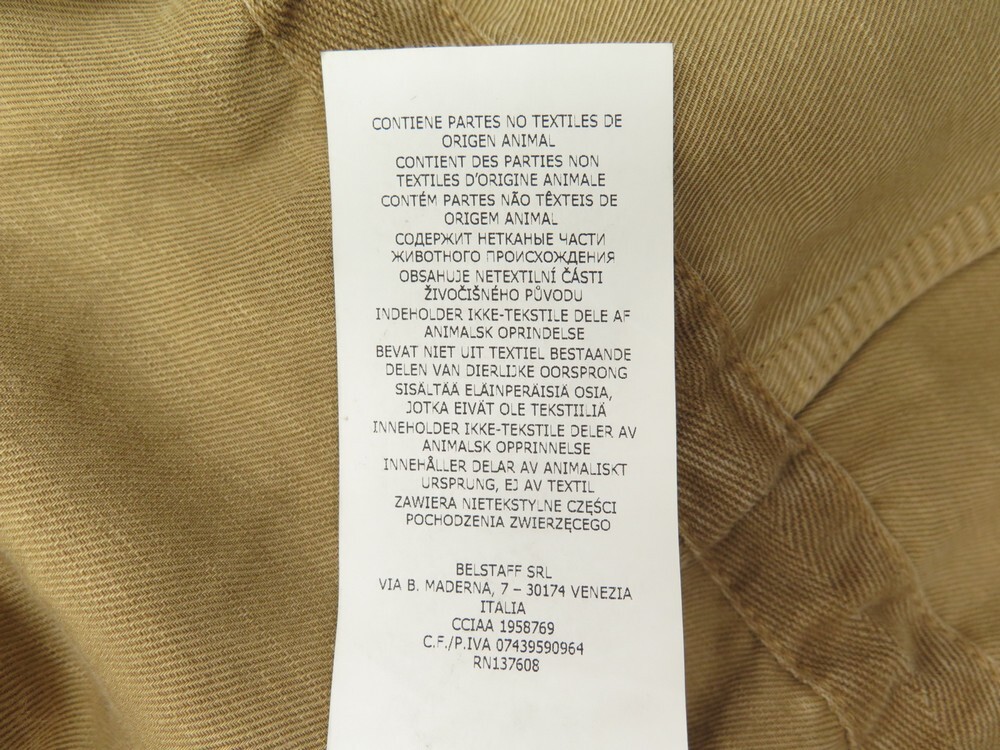 CONTIENE PARTES NO TEXTILES DE
ORIGEN ANIMAL
CONTIENT DES PARTIES NON
TEXTILES D'ORIGINE ANIMALE
CONTÉM PARTES NÃO TÊXTEIS DE
ORIGEM ANIMAL
СОДЕРЖИТ НЕТКАНЫЕ ЧАСТИ
ЖИВОТНОГО ПРОИСХОЖДЕНИЯ
OBSAHUJE NETEXTILNÍ ČÁSTI
ŽIVOČIŠNÉHO PŮVODU
INDEHOLDER IKKE-TEKSTILE DELE AF
ANIMALSK OPRINDELSE
BEVAT NIET UIT TEXTIEL BESTAANDE
DELEN VAN DIERLIJKE OORSPRONG
SISÄLTÄÄ ELÄINPERÄISIÄ OSIA,
JOTKA EIVÄT OLE TEKSTIILIÄ
INNEHOLDER IKKE-TEKSTILE DELER AV
ANIMALSK OPPRINNELSE
INNEHÅLLER DELAR AV ANIMALISKT
URSPRUNG, EJ AV TEXTIL
ZAWIERA NIETEKSTYLNE CZĘŚCI
POCHODZENIA ZWIERZĘCEGO
BELSTAFF SRL
VIA B. MADERNA, 7 – 30174 VENEZIA
ITALIA
CCIAA 1958769
C.F./P.IVA 07439590964
RN137608